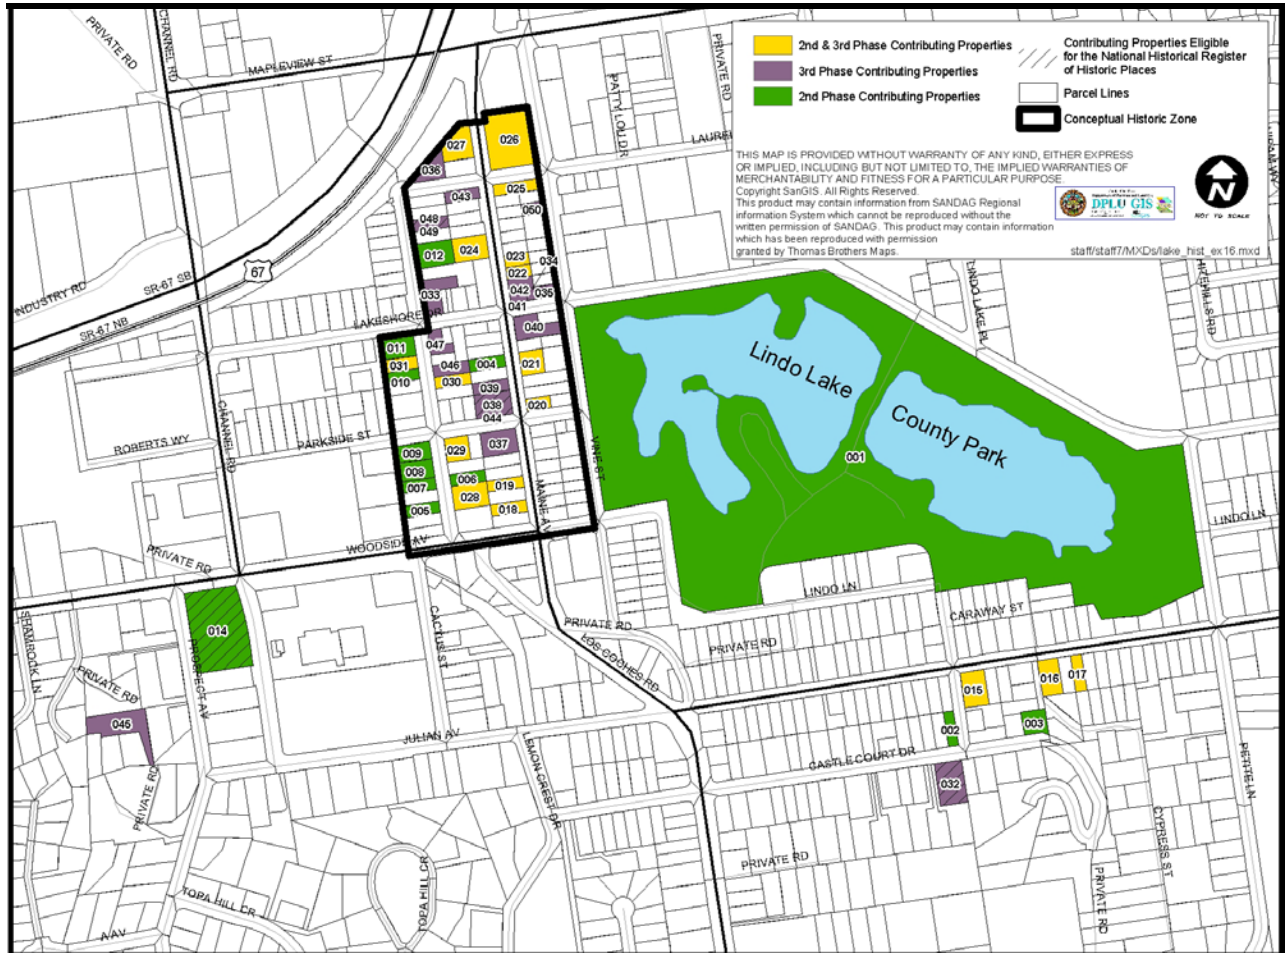 2nd & 3rd Phase Contributing Properties
3rd Phase Contributing Properties
2nd Phase Contributing Properties
Contributing Properties Eligible
for the National Historical Register
of Historic Places
Parcel Lines
Conceptual Historic Zone
THIS MAP IS PROVIDED WITHOUT WARRANTY OF ANY KIND, EITHER EXPRESS
OR IMPLIED, INCLUDING BUT NOT LIMITED TO, THE IMPLIED WARRANTIES OF
MERCHANTABILITY AND FITNESS FOR A PARTICULAR PURPOSE
Copyright SanGIS. All Rights Reserved.
This product may contain information from SANDAG Regional
information System which cannot be reproduced without the
written permission of SANDAG. This product may contain information
which has been reproduced with permission
granted by Thomas Brothers Maps.
DPLU GIS
N
NOT TO SCALE
staff/staff7/MXDs/lake_hist_ex16.mxd
PRIVATE RD
CHANNEL RD
MAPLEVIEW ST
PATTY LOU DR
PRIVATE RD
027
026
036
043
025
050
048
049
012
024
023
022
034
042
035
041
033
67
INDUSTRY RD
SR-67 SB
SR-67 NB
LAKESHORE DR
040
011
047
031
046
004
021
010
030
039
038
020
044
LINDO LAKE PL
Lindo Lake
County Park
001
ROBERTS WY
CHANNEL RD
PARKSIDE ST
009
029
037
VINE ST
008
006
007
028
019
005
018
MAINE AV
WOODSIDE AV
LINDO LN
LINDO LN
PRIVATE RD
SHAMROCK LN
014
PROSPECT AV
CACTUS ST
PRIVATE RD
LOS COCHES RD
PRIVATE RD
CARAWAY ST
PRIVATE RD
045
015
016
017
002
003
JULIAN AV
CASTLE COURT DR
032
PRIVATE RD
LEMON CREST DR
PETITE LN
CYPRESS ST
PRIVATE RD
PRIVATE RD
TOPA HILL CR
TOPA HILL CR
A AV